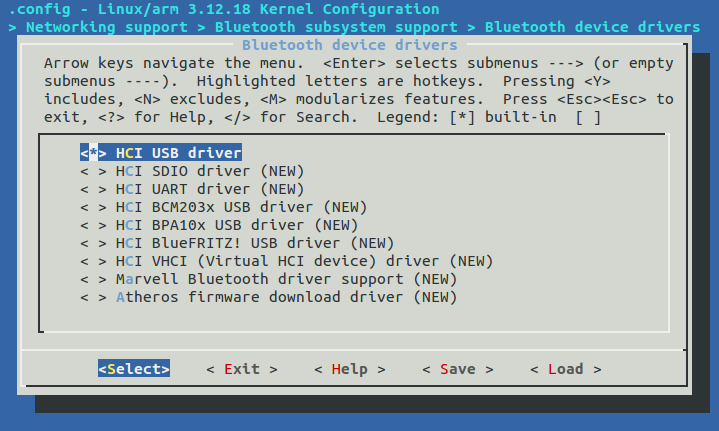 .config - Linux/arm 3.12.18 Kernel Configuration
> Networking support > Bluetooth subsystem support > Bluetooth device drivers
Bluetooth device drivers
Arrow keys navigate the menu. <Enter> selects submenus ---> (or empty
submenus ----). Highlighted letters are hotkeys. Pressing <Y>
includes, <N> excludes, <M> modularizes features. Press <Esc><Esc> to
exit, <?> for Help, </> for Search. Legend: [*] built-in [ ]
<*> HCI USB driver
< > HCI SDIO driver (NEW)
< > HCI UART driver (NEW)
< > HCI BCM203x USB driver (NEW)
< > HCI BPA10x USB driver (NEW)
< > HCI BlueFRITZ! USB driver (NEW)
< > HCI VHCI (Virtual HCI device) driver (NEW)
< > Marvell Bluetooth driver support (NEW)
< > Atheros firmware download driver (NEW)
<Select> < Exit > < Help > < Save > < Load >